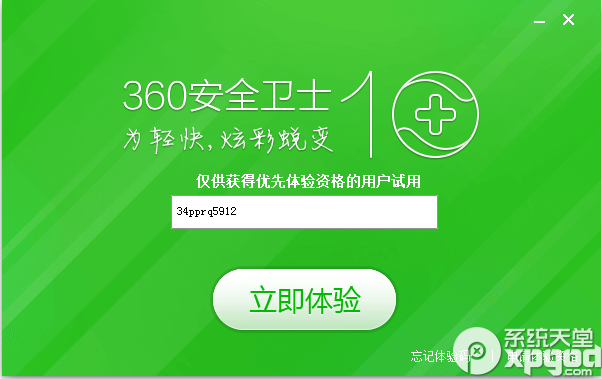 360安全卫士10
为轻快,炫彩蜕变
仅供获得优先体验资格的用户试用
34pprq5912
立即体验
忘记体验码
系统天堂
xpgod